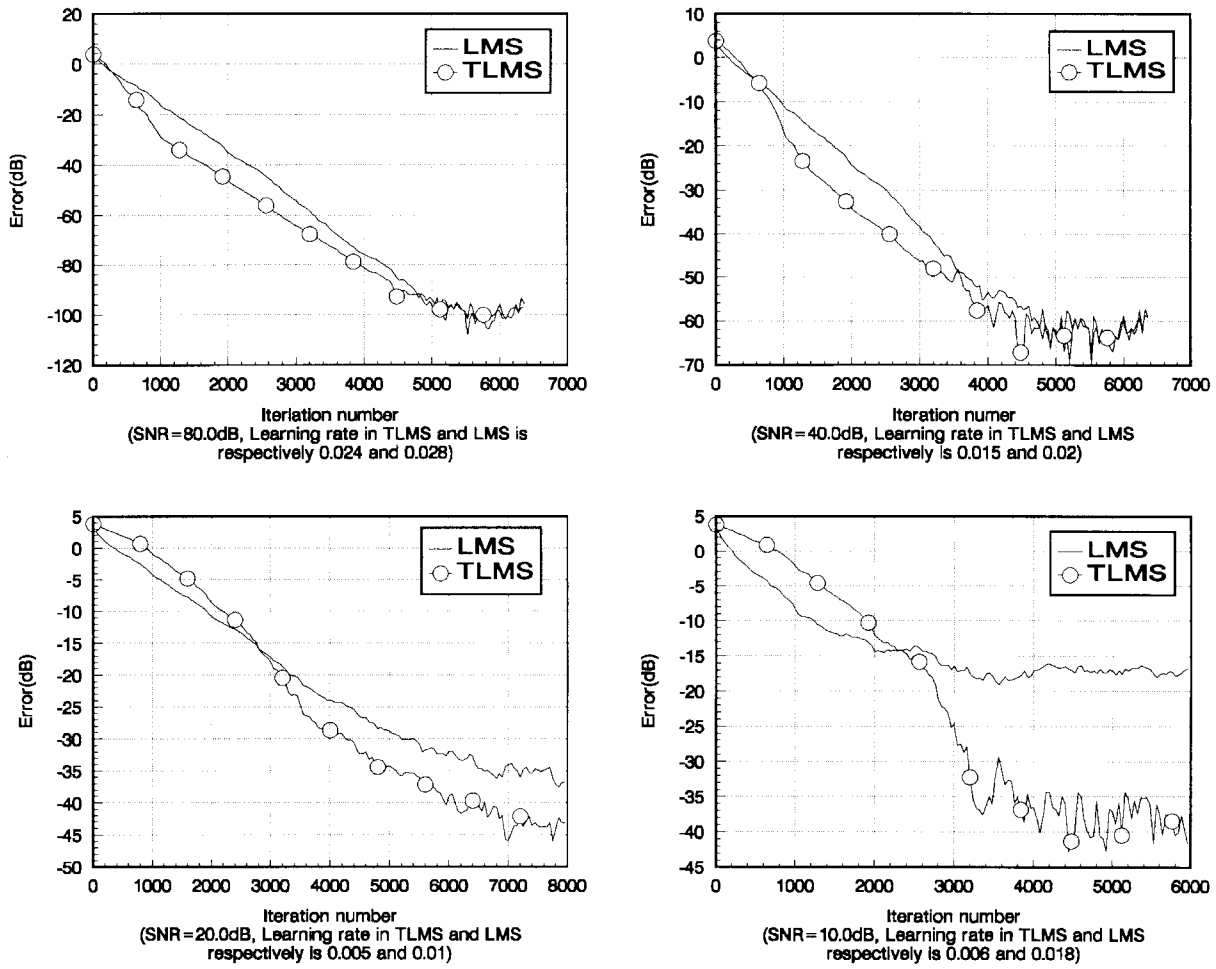 20
0
-20
-40
-60
-80
-100
-120
Error(dB)
LMS
TLMS
0 1000 2000 3000 4000 5000 6000 7000
Iteriation number
(SNR=80.0dB, Learning rate in TLMS and LMS is
respectively 0.024 and 0.028)
10
0
-10
-20
-30
-40
-50
-60
-70
Error(dB)
LMS
TLMS
0 1000 2000 3000 4000 5000 6000 7000
Iteration numer
(SNR=40.0dB, Learning rate in TLMS and LMS
respectively is 0.015 and 0.02)
5
0
-5
-10
-15
-20
-25
-30
-35
-40
-45
-50
Error(dB)
LMS
TLMS
0 1000 2000 3000 4000 5000 6000 7000 8000
Iteration number
(SNR=20.0dB, Learning rate in TLMS and LMS
respectively is 0.005 and 0.01)
5
0
-5
-10
-15
-20
-25
-30
-35
-40
-45
Error(dB)
LMS
TLMS
0 1000 2000 3000 4000 5000 6000
Iteration number
(SNR=10.0dB, Learning rate in TLMS and LMS
respectively is 0.006 and 0.018)